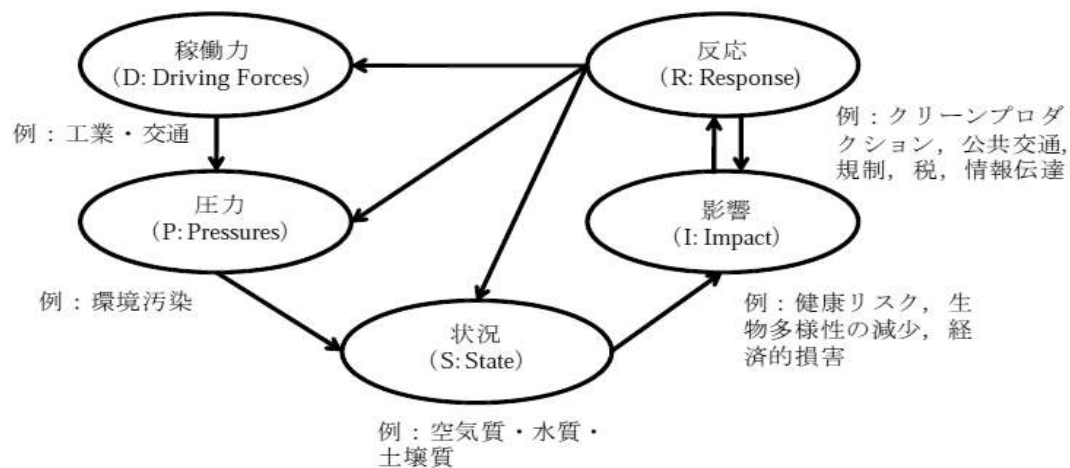 稼働力
(D: Driving Forces)
例：工業・交通
圧力
(P: Pressures)
例：環境汚染
状況
(S: State)
例：空気質・水質・
土壌質
反応
(R: Response)
例：クリーンプロダ
クション，公共交通，
規制，税，情報伝達
影響
(I: Impact)
例：健康リスク，生
物多様性の減少，経
済的損害